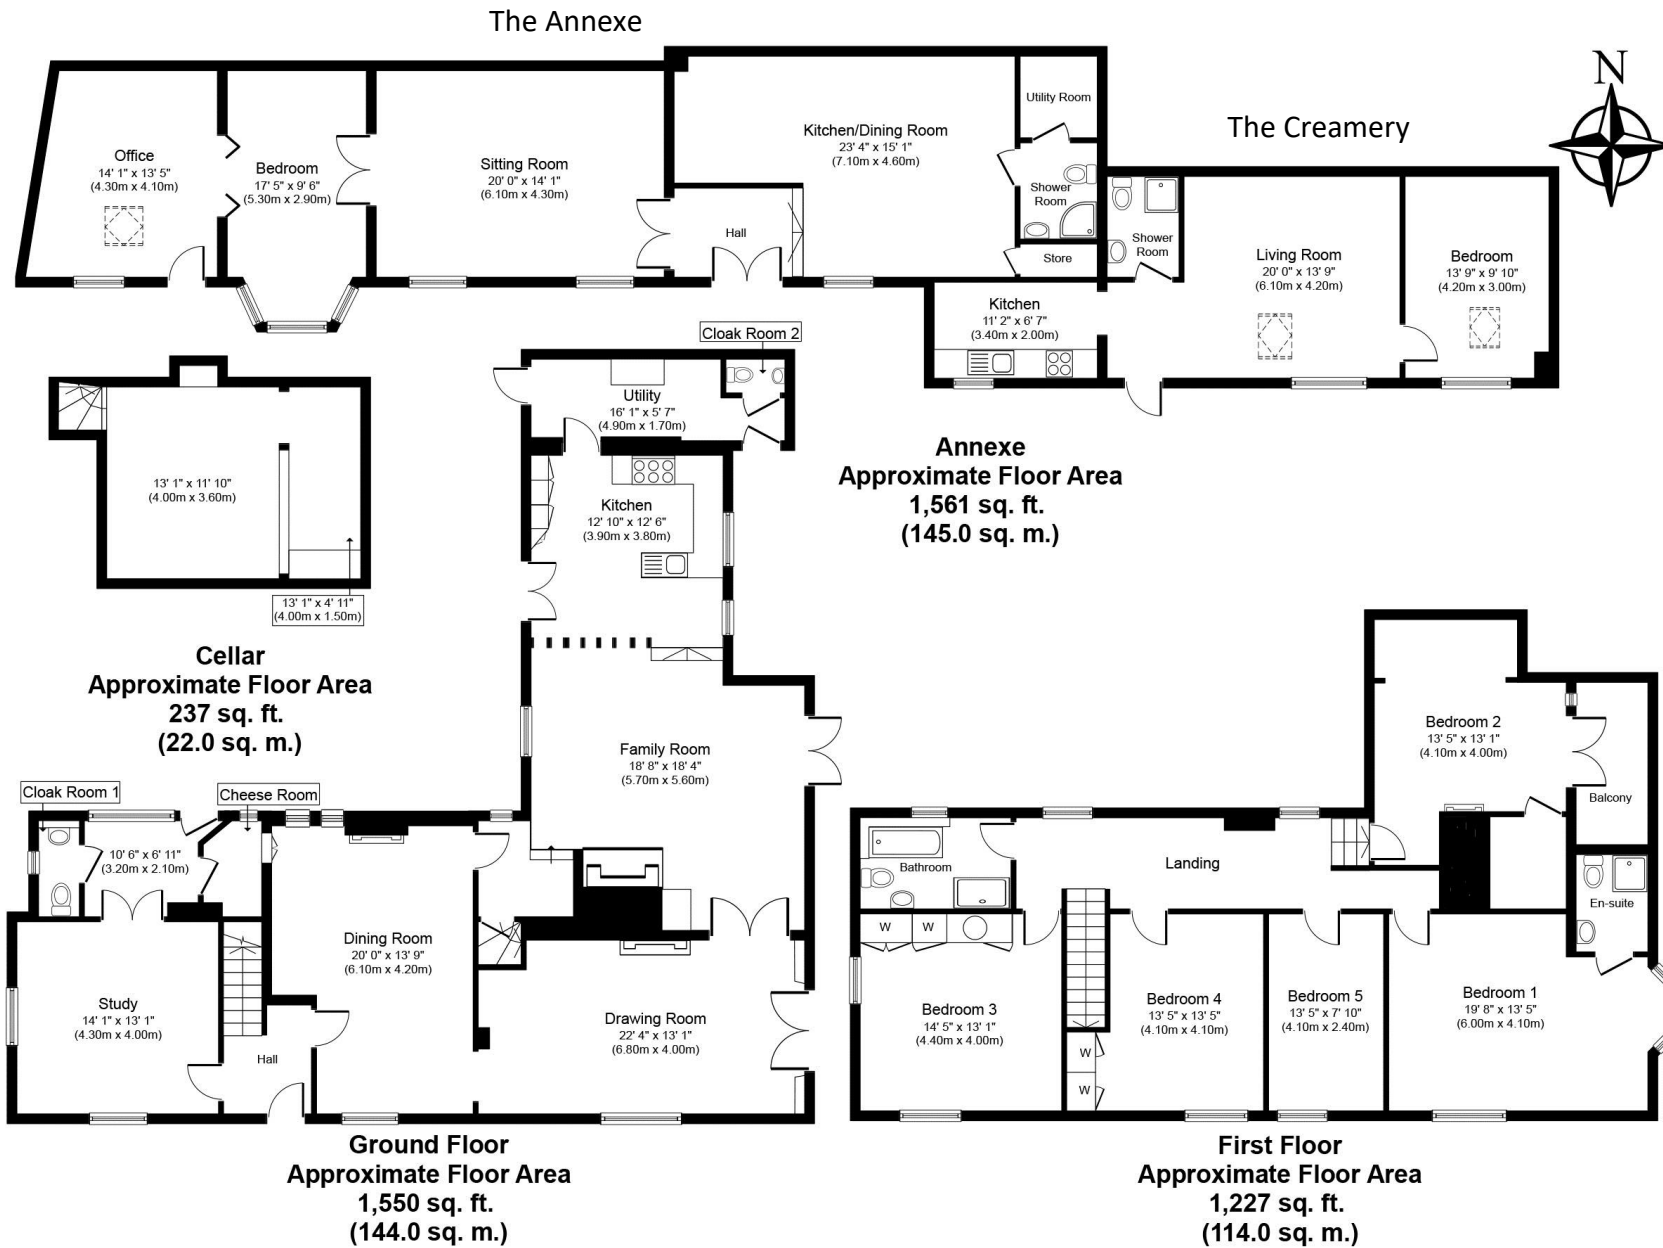 The Annexe
N
The Creamery
Office
14' 1" x 13' 5"
(4.30m x 4.10m)
Bedroom
17' 5" x 9' 6"
(5.30m x 2.90m)
Sitting Room
20' 0" x 14' 1"
(6.10m x 4.30m)
Hall
Kitchen/Dining Room
23' 4" x 15' 1"
(7.10m x 4.60m)
Utility Room
Shower
Room
Store
Shower
Room
Kitchen
11' 2" x 6' 7"
(3.40m x 2.00m)
Living Room
20' 0" x 13' 9"
(6.10m x 4.20m)
Bedroom
13' 9" x 9' 10"
(4.20m x 3.00m)
Annexe
Approximate Floor Area
1,561 sq. ft.
(145.0 sq. m.)
13' 1" x 11' 10"
(4.00m x 3.60m)
13' 1" x 4' 11"
(4.00m x 1.50m)
Cellar
Approximate Floor Area
237 sq. ft.
(22.0 sq. m.)
Cloak Room 2
Utility
16' 1" x 5' 7"
(4.90m x 1.70m)
Kitchen
12' 10" x 12' 6"
(3.90m x 3.80m)
Family Room
18' 8" x 18' 4"
(5.70m x 5.60m)
Cloak Room 1
Cheese Room
10' 6" x 6' 11"
(3.20m x 2.10m)
Dining Room
20' 0" x 13' 9"
(6.10m x 4.20m)
Study
14' 1" x 13' 1"
(4.30m x 4.00m)
Hall
Drawing Room
22' 4" x 13' 1"
(6.80m x 4.00m)
Ground Floor
Approximate Floor Area
1,550 sq. ft.
(144.0 sq. m.)
Bedroom 2
13' 5" x 13' 1"
(4.10m x 4.00m)
Balcony
Bathroom
Landing
En-suite
W
W
Bedroom 3
14' 5" x 13' 1"
(4.40m x 4.00m)
W
W
Bedroom 4
13' 5" x 13' 5"
(4.10m x 4.10m)
Bedroom 5
13' 5" x 7' 10"
(4.10m x 2.40m)
Bedroom 1
19' 8" x 13' 5"
(6.00m x 4.10m)
First Floor
Approximate Floor Area
1,227 sq. ft.
(114.0 sq. m.)